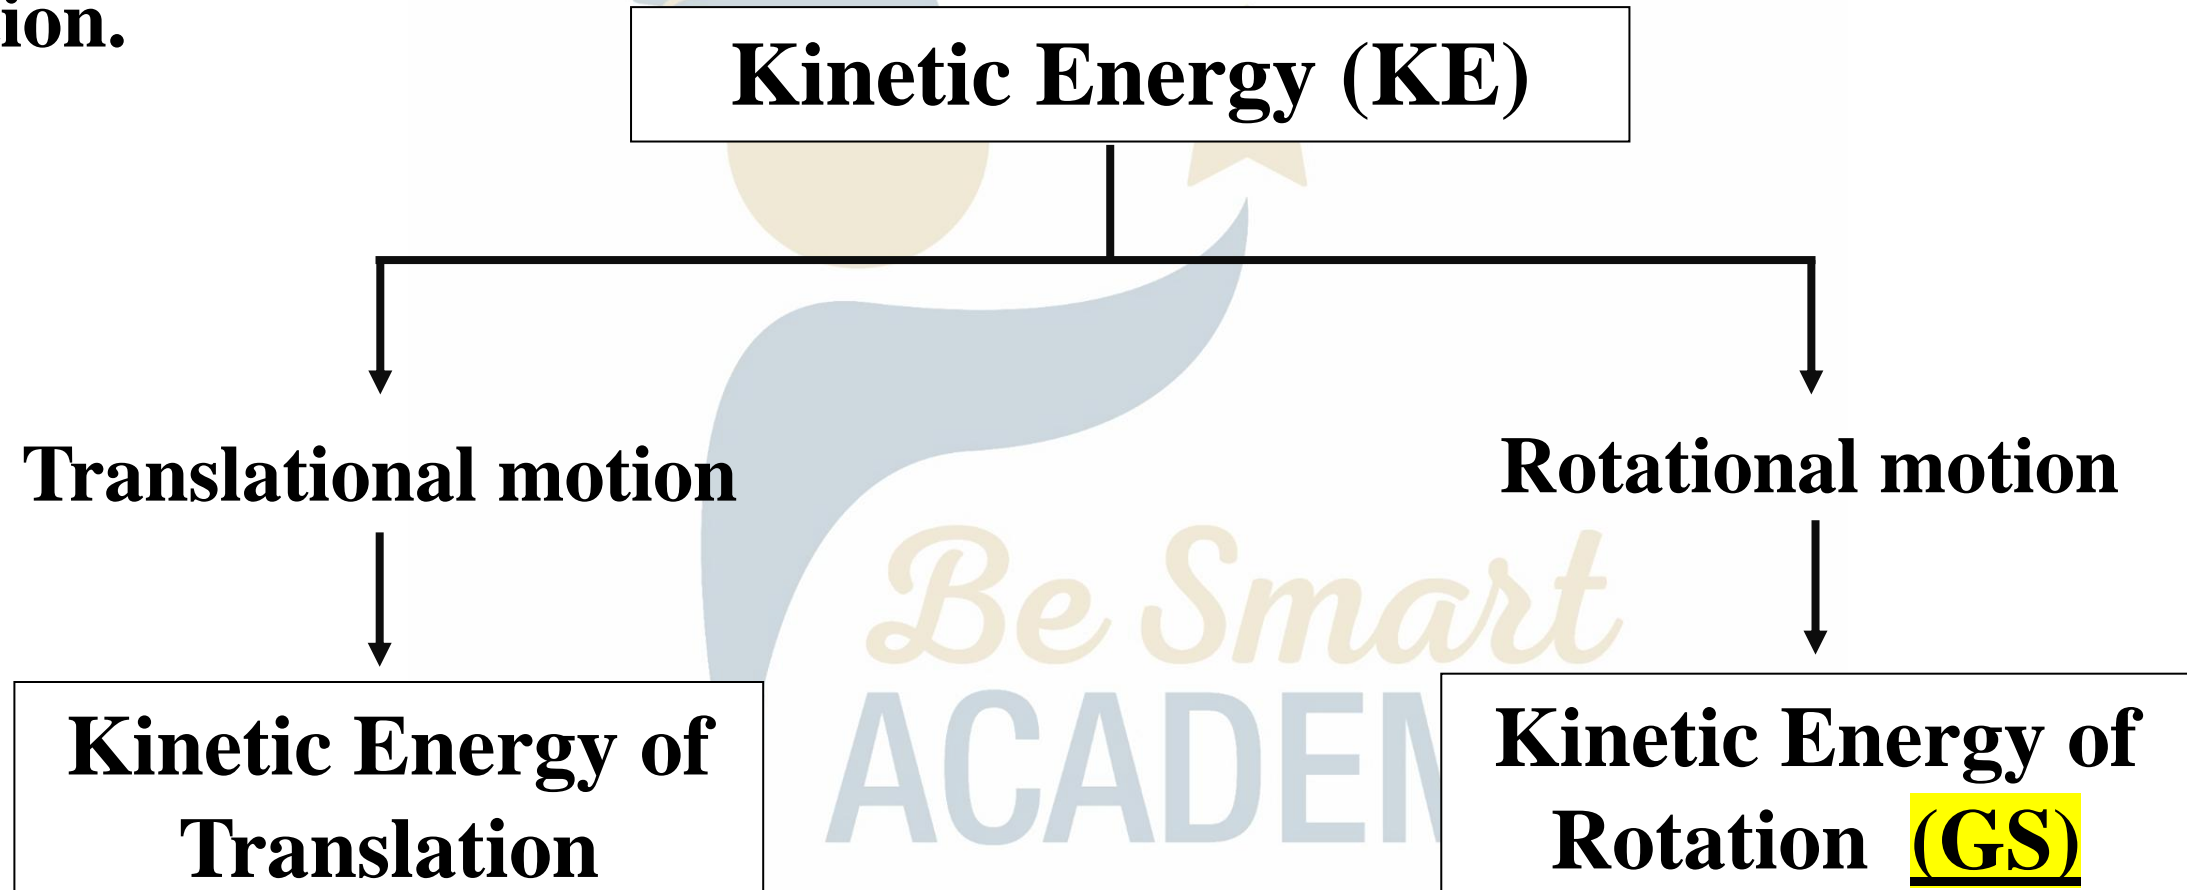 ion.
Kinetic Energy (KE)
Translational motion
Rotational motion
Be Smart
ACADEM
Kinetic Energy of
Translation
Kinetic Energy of
Rotation (GS)